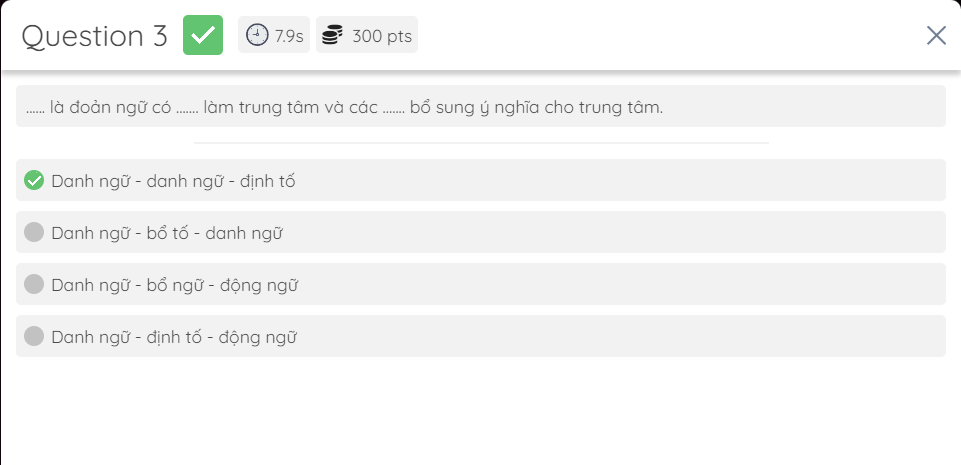 Question 3 7.9s 300 pts
...... là đoản ngữ có ....... làm trung tâm và các ....... bổ sung ý nghĩa cho trung tâm.
Danh ngữ - danh ngữ - định tố
Danh ngữ - bổ tố - danh ngữ
Danh ngữ - bổ ngữ - động ngữ
Danh ngữ - định tố - động ngữ